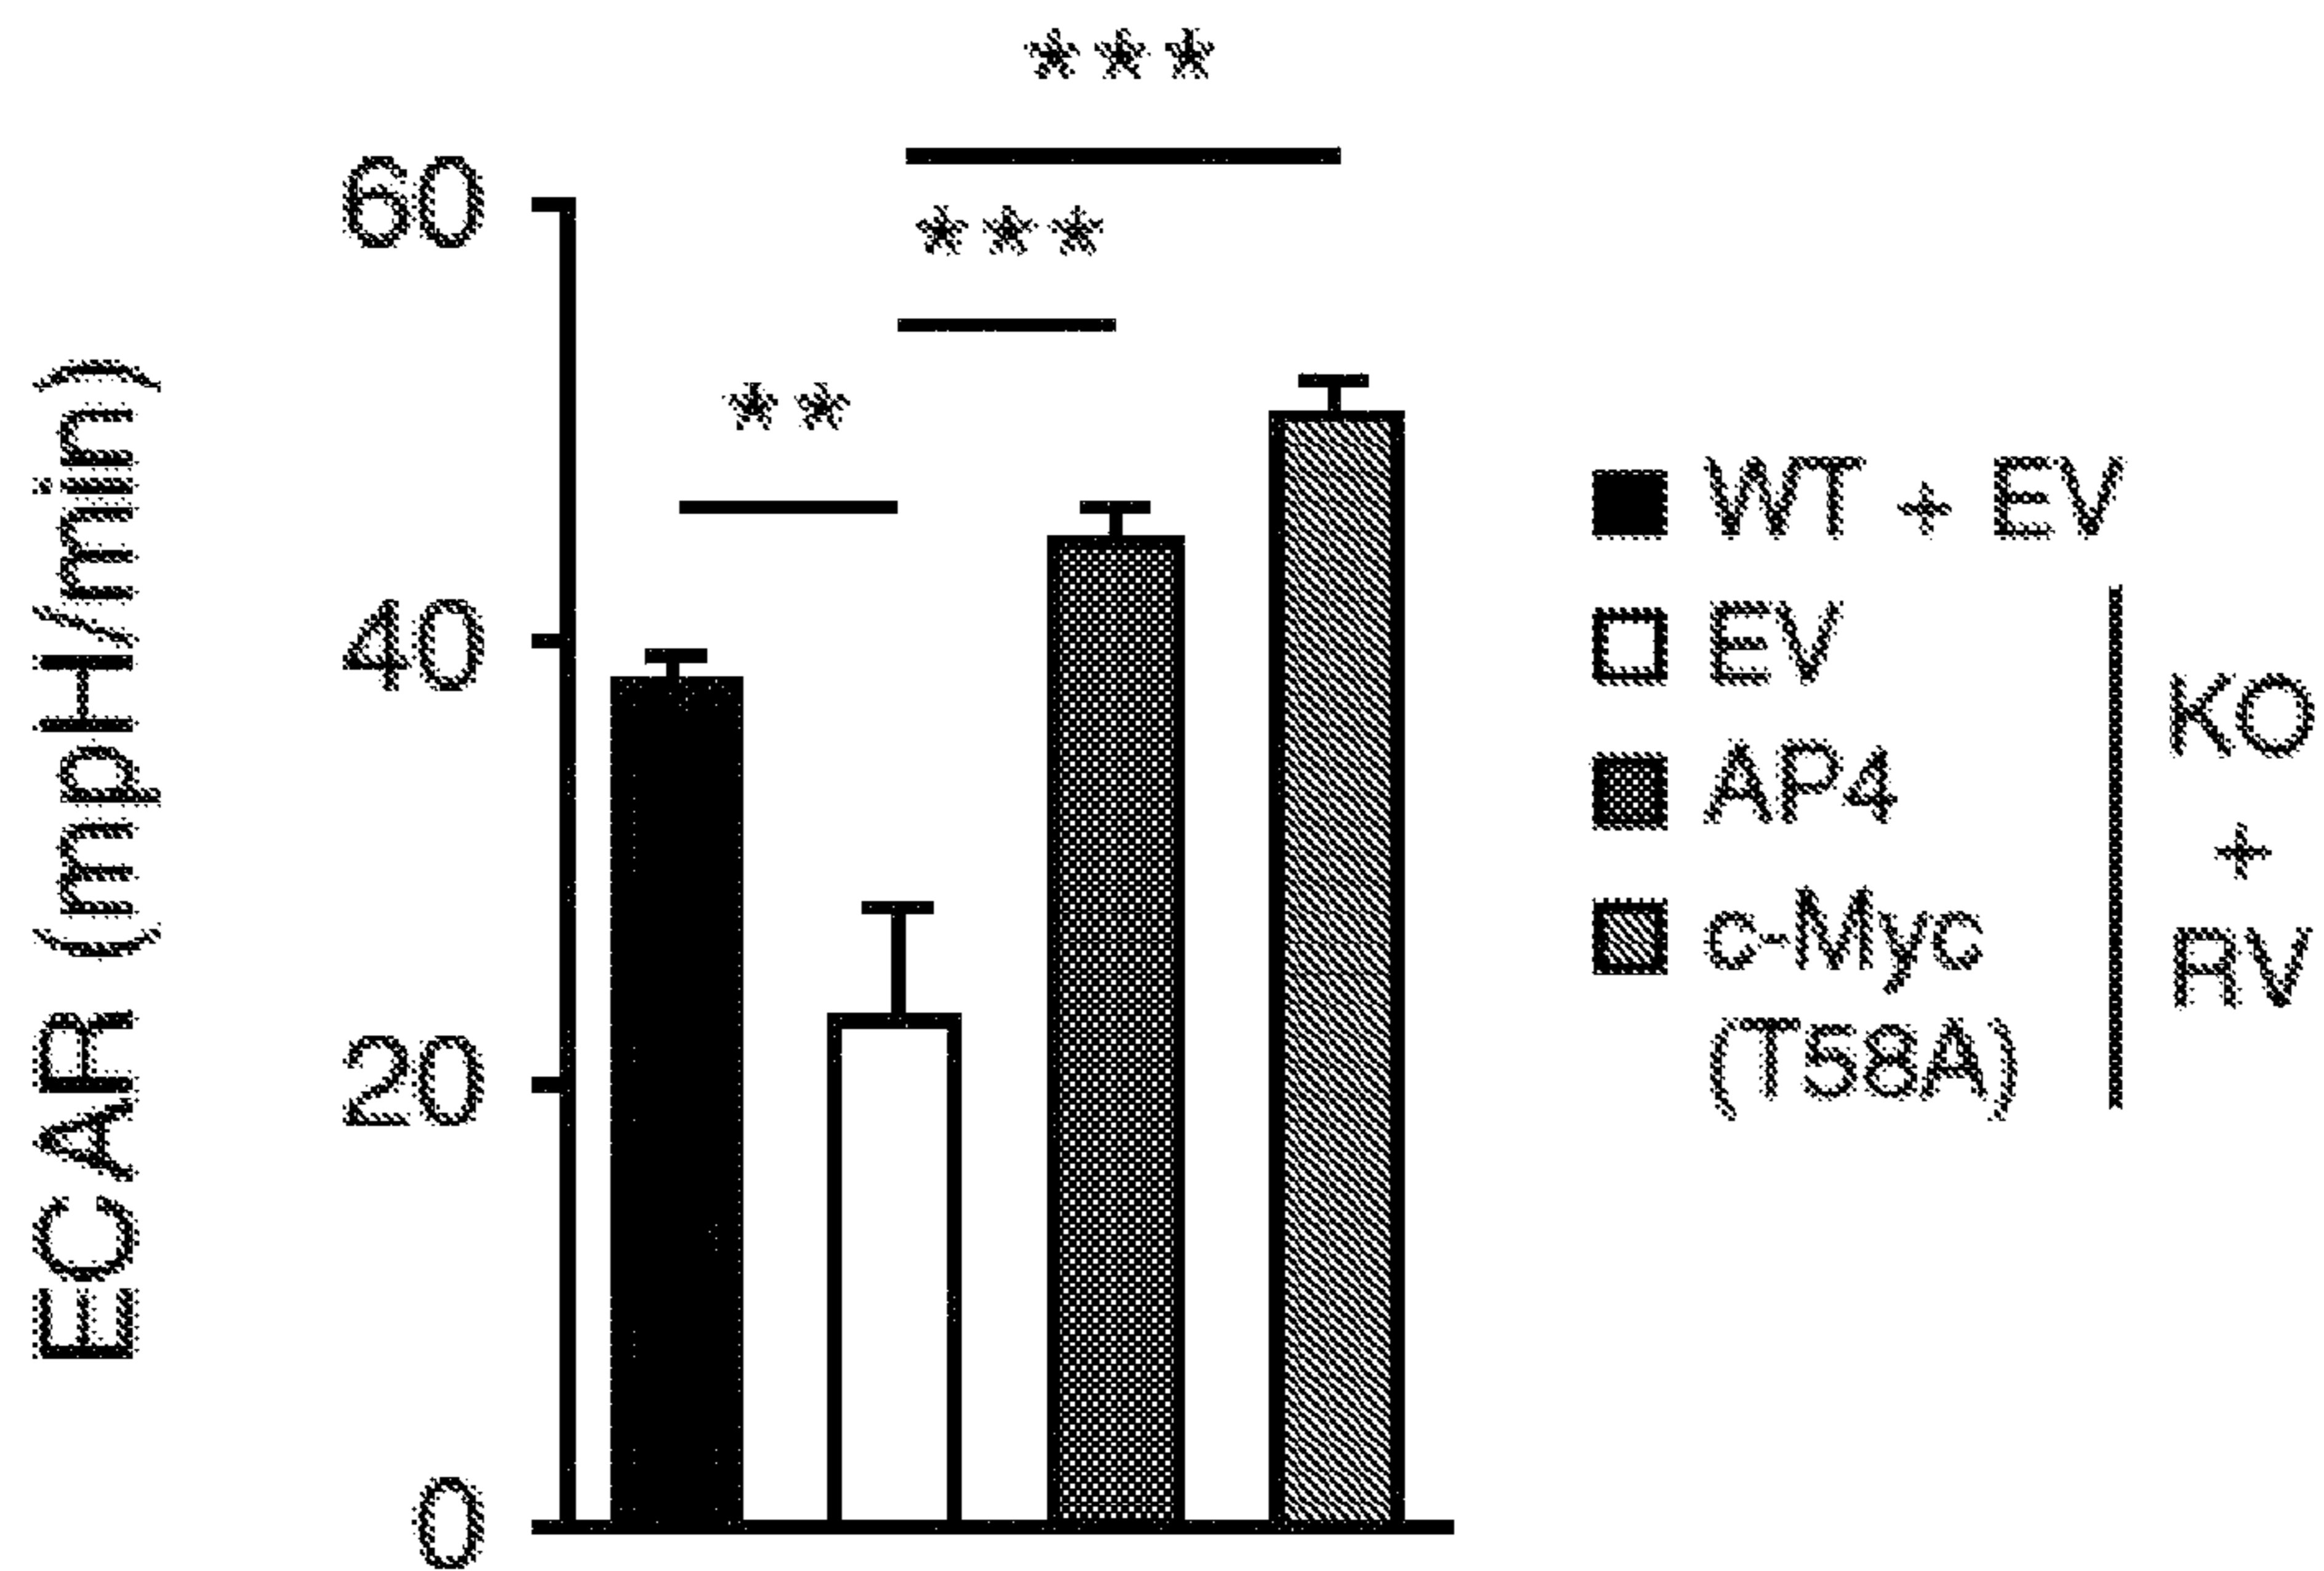 ***
***
**
60
40
20
0
ECAR (mpH/min)
WT + EV
EV
AP4
c-Myc
(T58A)
KO
+
RV